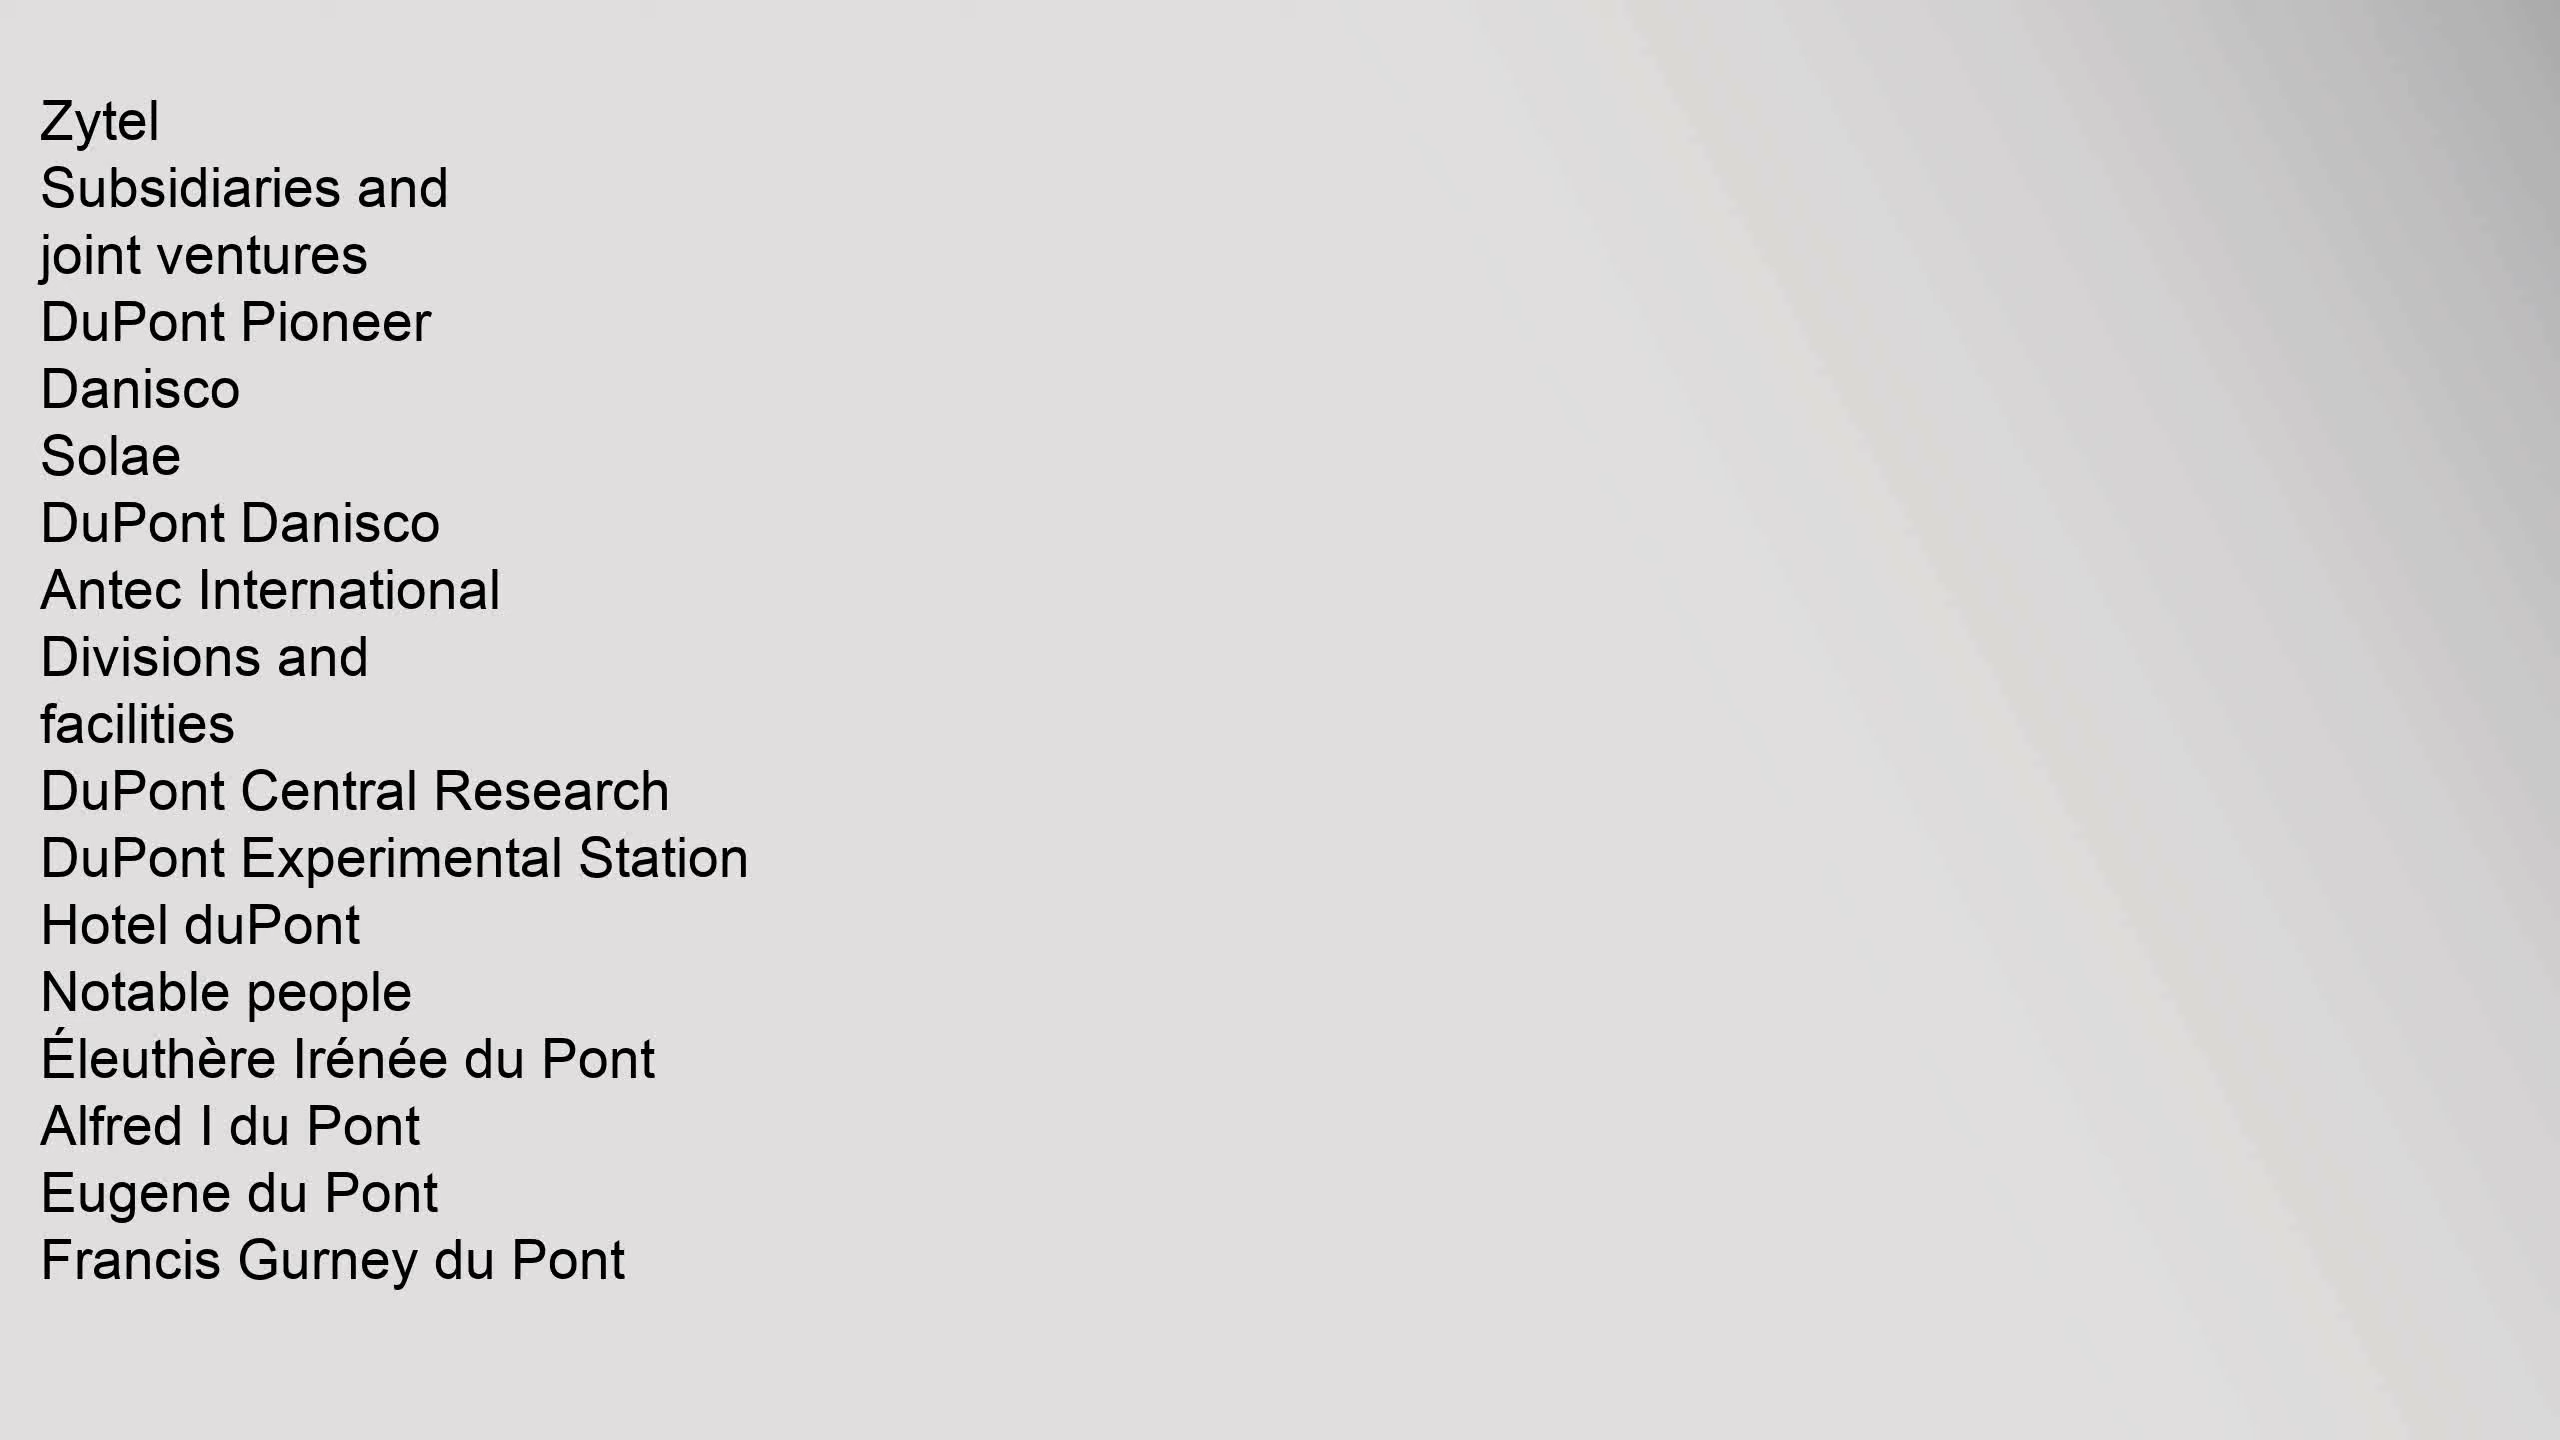 Zytel
Subsidiaries and
joint ventures
DuPont Pioneer
Danisco
Solae
DuPont Danisco
Antec International
Divisions and
facilities
DuPont Central Research
DuPont Experimental Station
Hotel duPont
Notable people
Éleuthère Irénée du Pont
Alfred I du Pont
Eugene du Pont
Francis Gurney du Pont